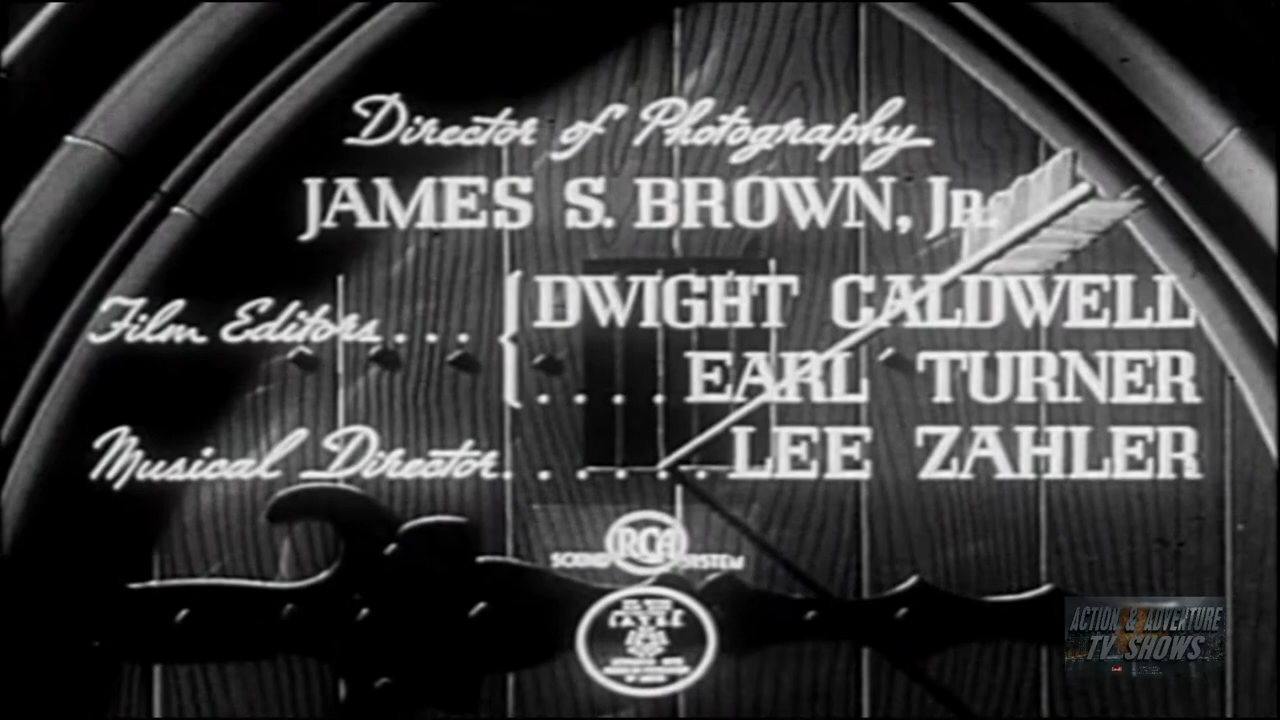 Director of Photography
JAMES S. BROWN, JR.
Film Editors... { DWIGHT CALDWELL
....EARL TURNER
Musical Director......LEE ZAHLER
RCA
SOUND SYSTEM
I.A.T.S.E.
ACTION & ADVENTURE
TV SHOWS